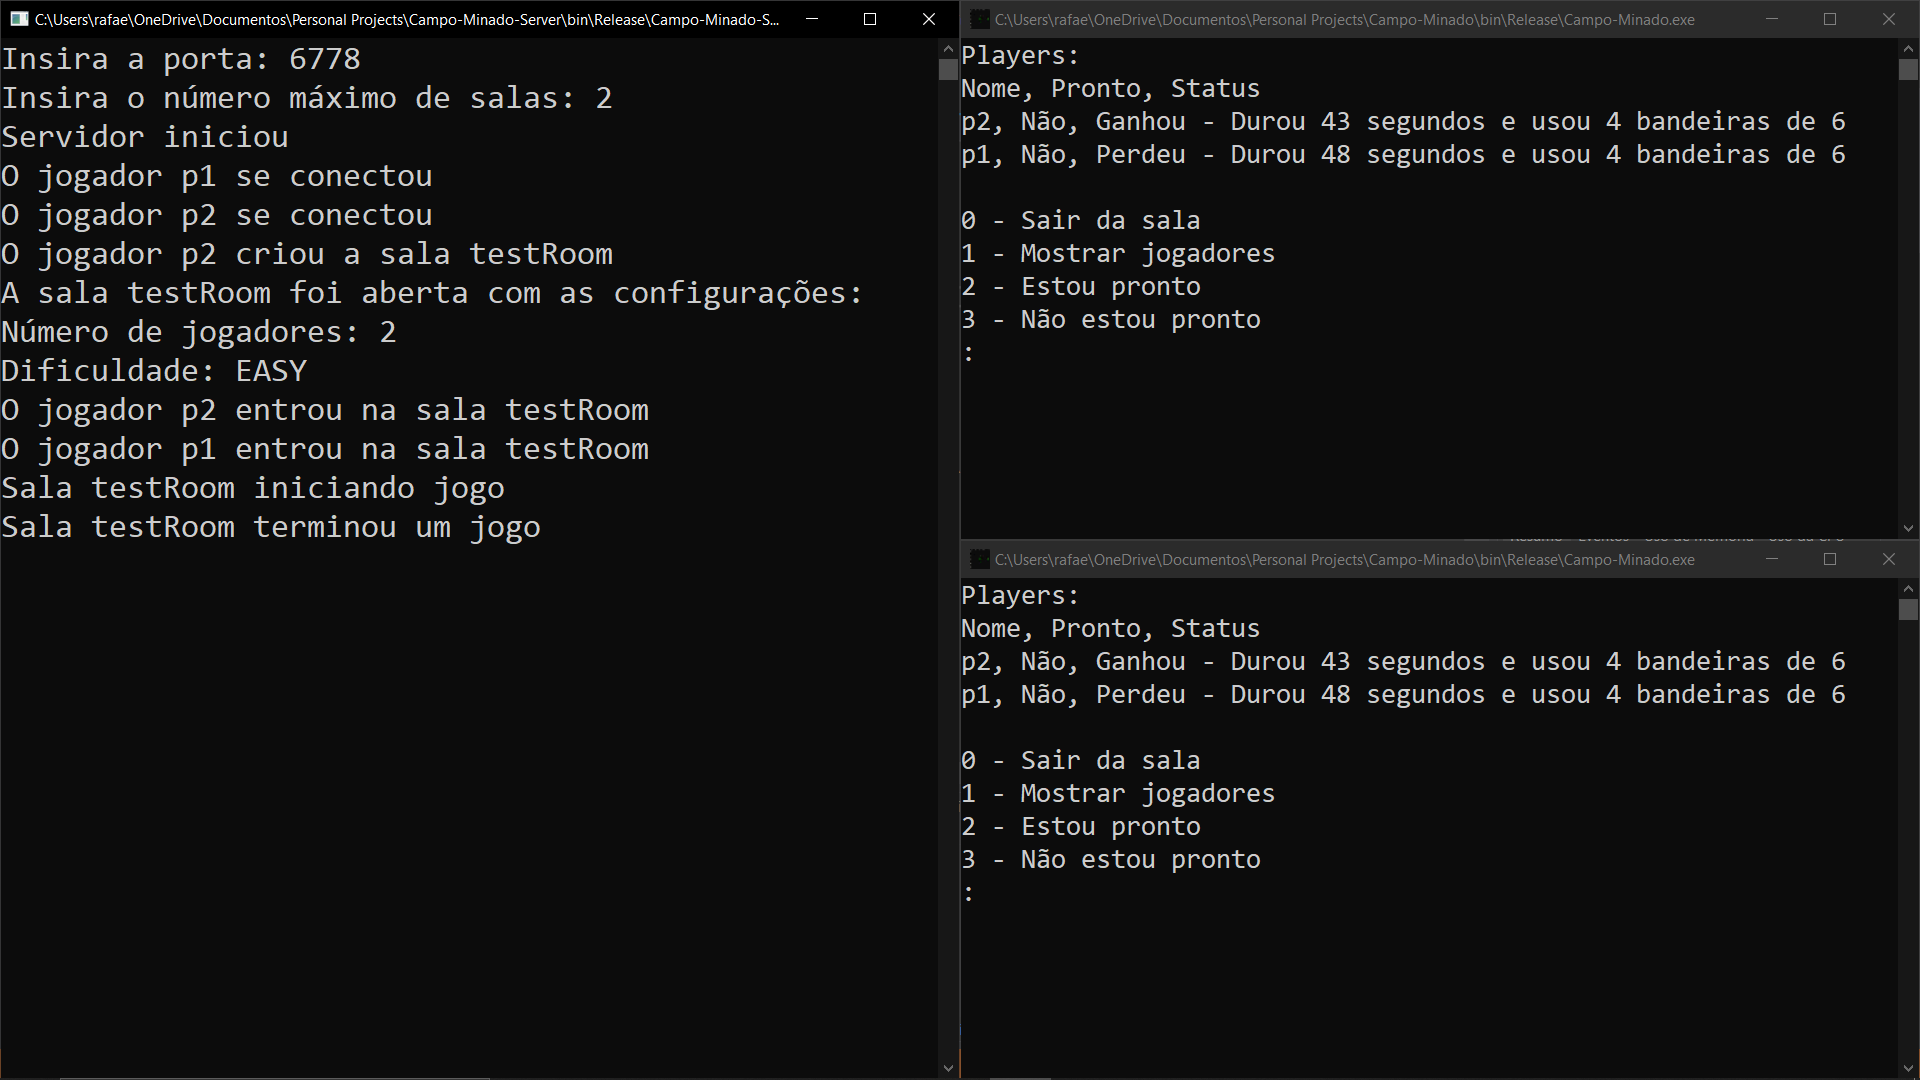 C:\Users\rafae\OneDrive\Documentos\Personal Projects\Campo-Minado-Server\bin\Release\Campo-Minado-S...
Insira a porta: 6778
Insira o número máximo de salas: 2
Servidor iniciou
O jogador p1 se conectou
O jogador p2 se conectou
O jogador p2 criou a sala testRoom
A sala testRoom foi aberta com as configurações:
Número de jogadores: 2
Dificuldade: EASY
O jogador p2 entrou na sala testRoom
O jogador p1 entrou na sala testRoom
Sala testRoom iniciando jogo
Sala testRoom terminou um jogo
C:\Users\rafae\OneDrive\Documentos\Personal Projects\Campo-Minado\bin\Release\Campo-Minado.exe
Players:
Nome, Pronto, Status
p2, Não, Ganhou - Durou 43 segundos e usou 4 bandeiras de 6
p1, Não, Perdeu - Durou 48 segundos e usou 4 bandeiras de 6
0 - Sair da sala
1 - Mostrar jogadores
2 - Estou pronto
3 - Não estou pronto
:
C:\Users\rafae\OneDrive\Documentos\Personal Projects\Campo-Minado\bin\Release\Campo-Minado.exe
Players:
Nome, Pronto, Status
p2, Não, Ganhou - Durou 43 segundos e usou 4 bandeiras de 6
p1, Não, Perdeu - Durou 48 segundos e usou 4 bandeiras de 6
0 - Sair da sala
1 - Mostrar jogadores
2 - Estou pronto
3 - Não estou pronto
: